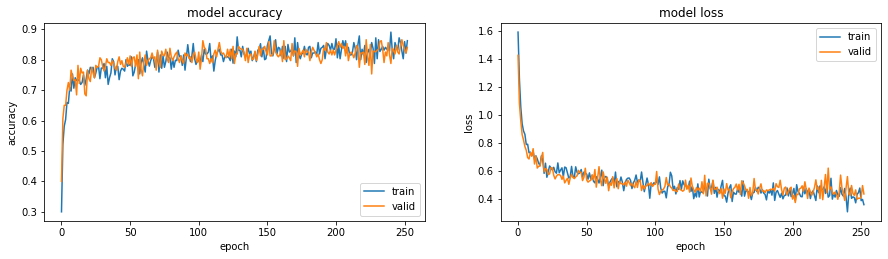 model accuracy
accuracy
0.9
0.8
0.7
0.6
0.5
0.4
0.3
0 50 100 150 200 250
epoch
train
valid
model loss
loss
1.6
1.4
1.2
1.0
0.8
0.6
0.4
0 50 100 150 200 250
epoch
train
valid